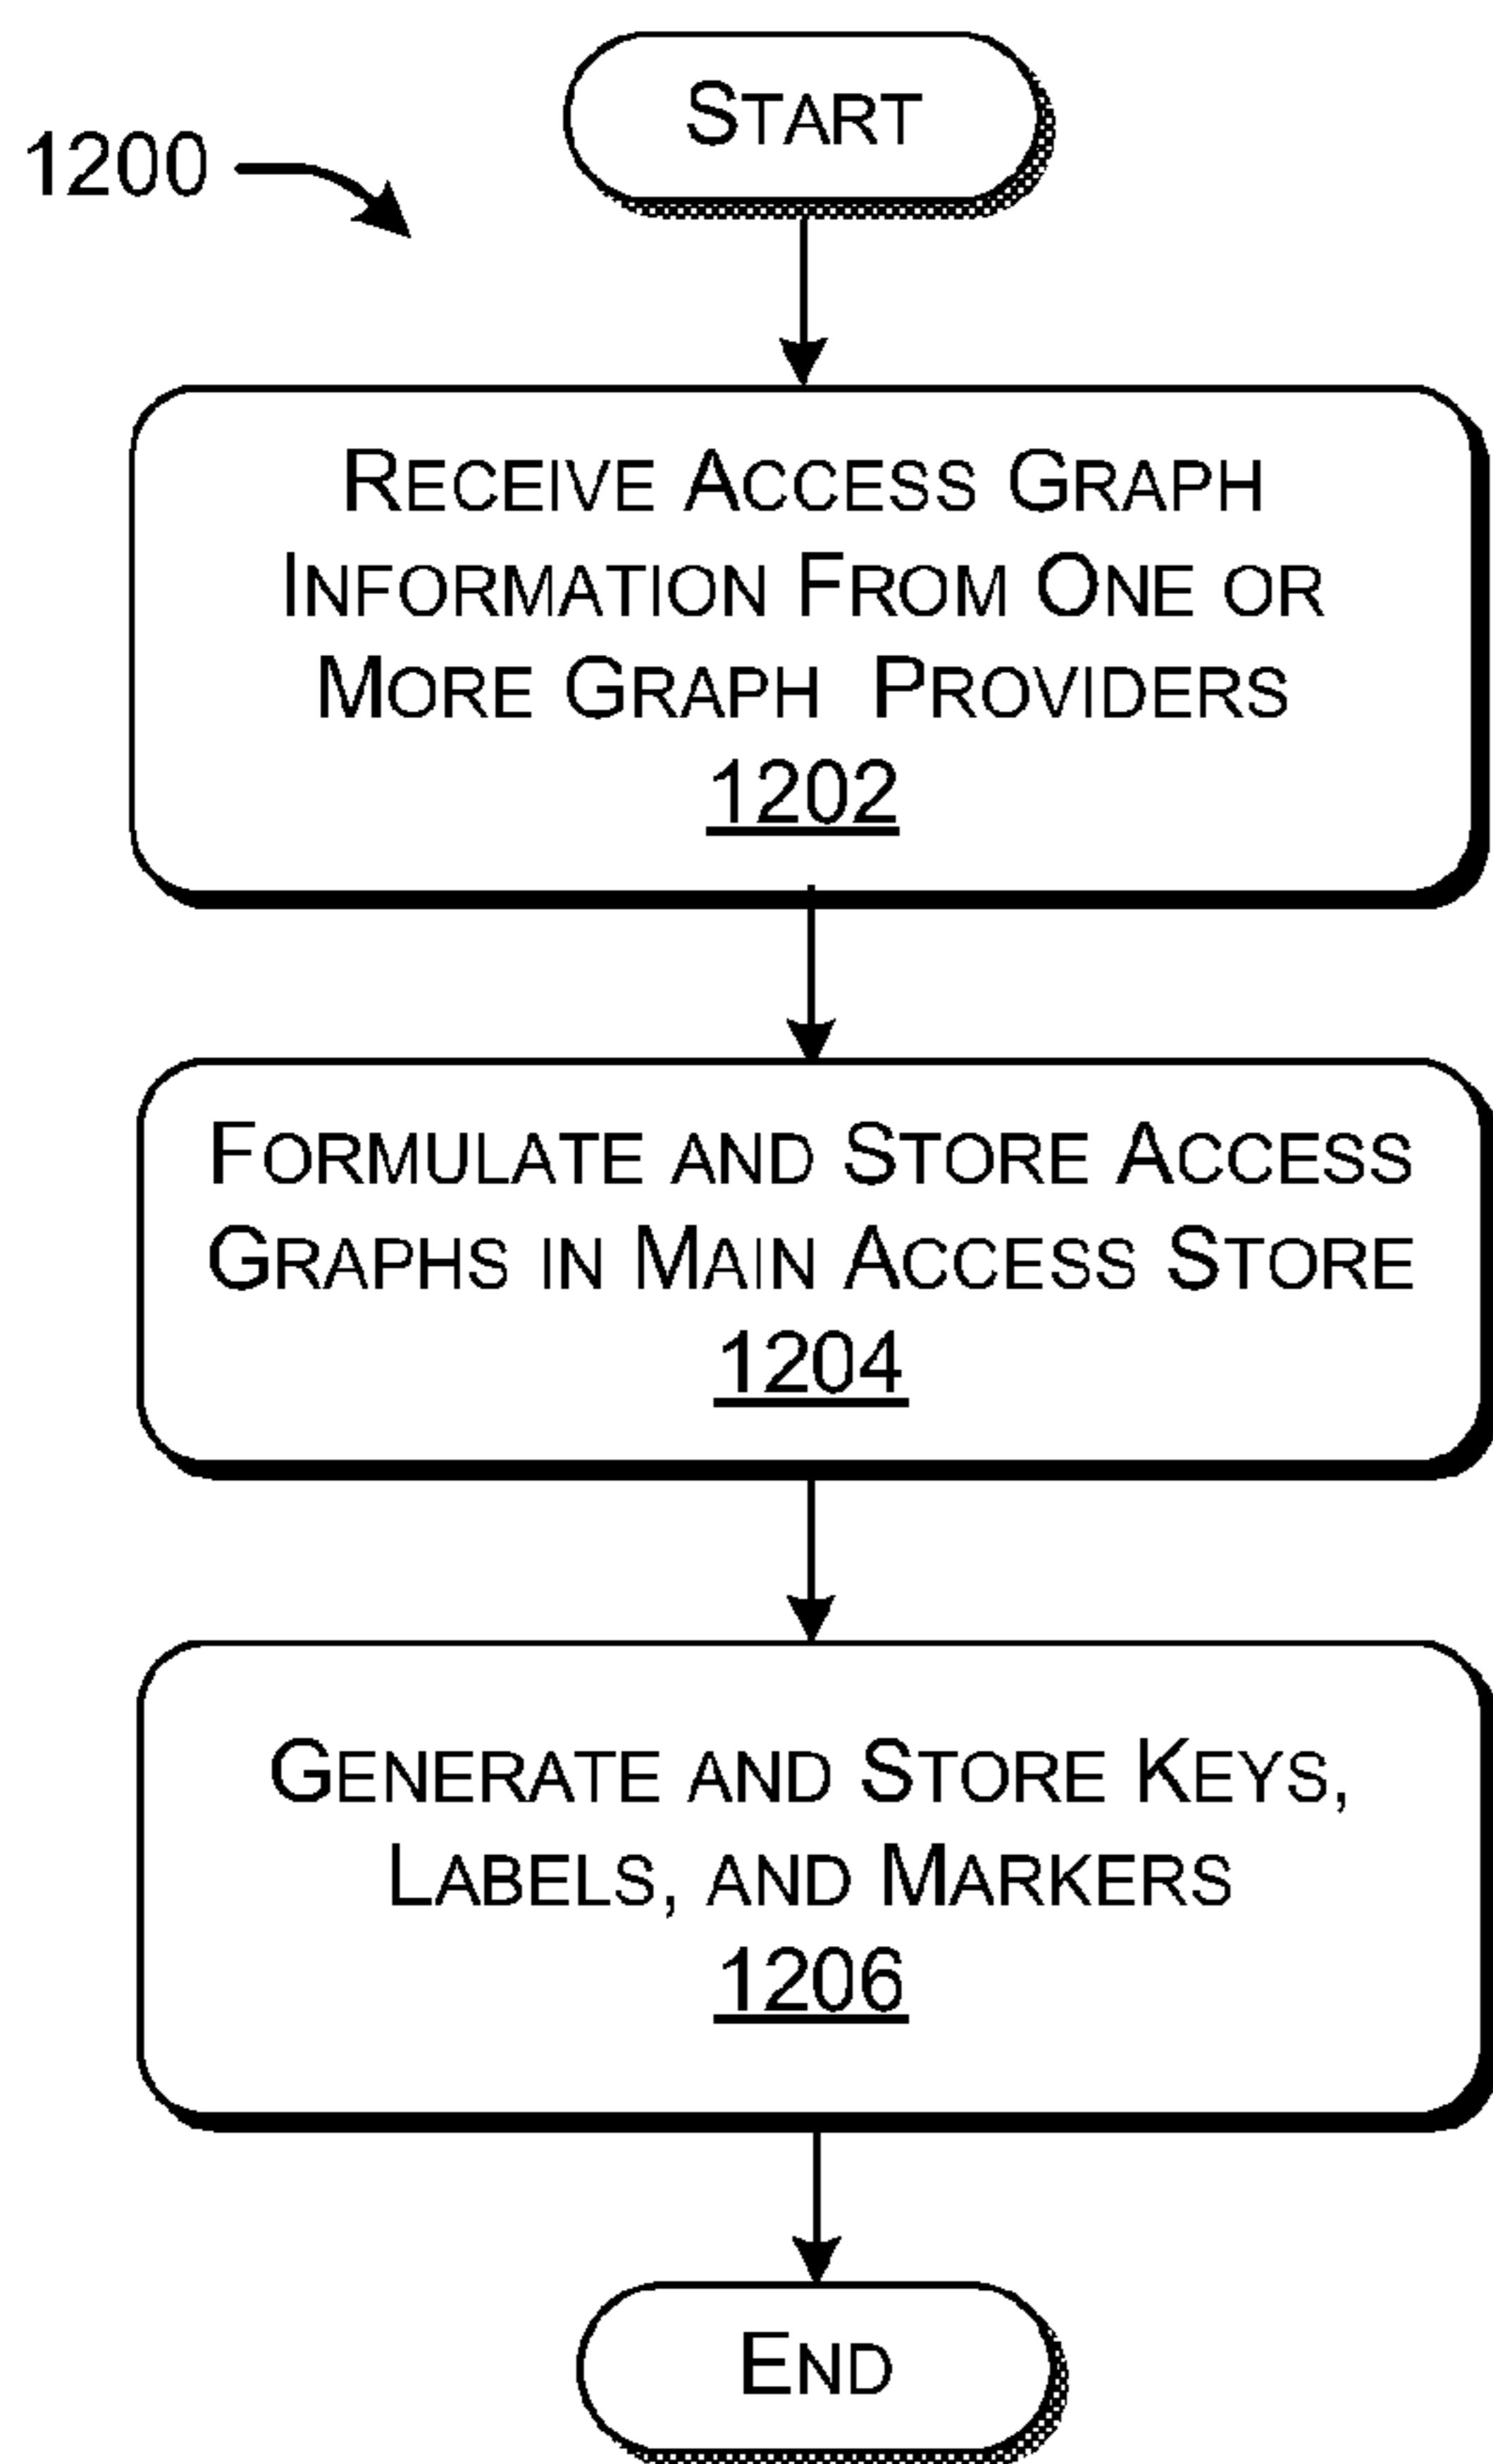 START
1200
RECEIVE ACCESS GRAPH
INFORMATION FROM ONE OR
MORE GRAPH PROVIDERS
1202
FORMULATE AND STORE ACCESS
GRAPHS IN MAIN ACCESS STORE
1204
GENERATE AND STORE KEYS,
LABELS, AND MARKERS
1206
END